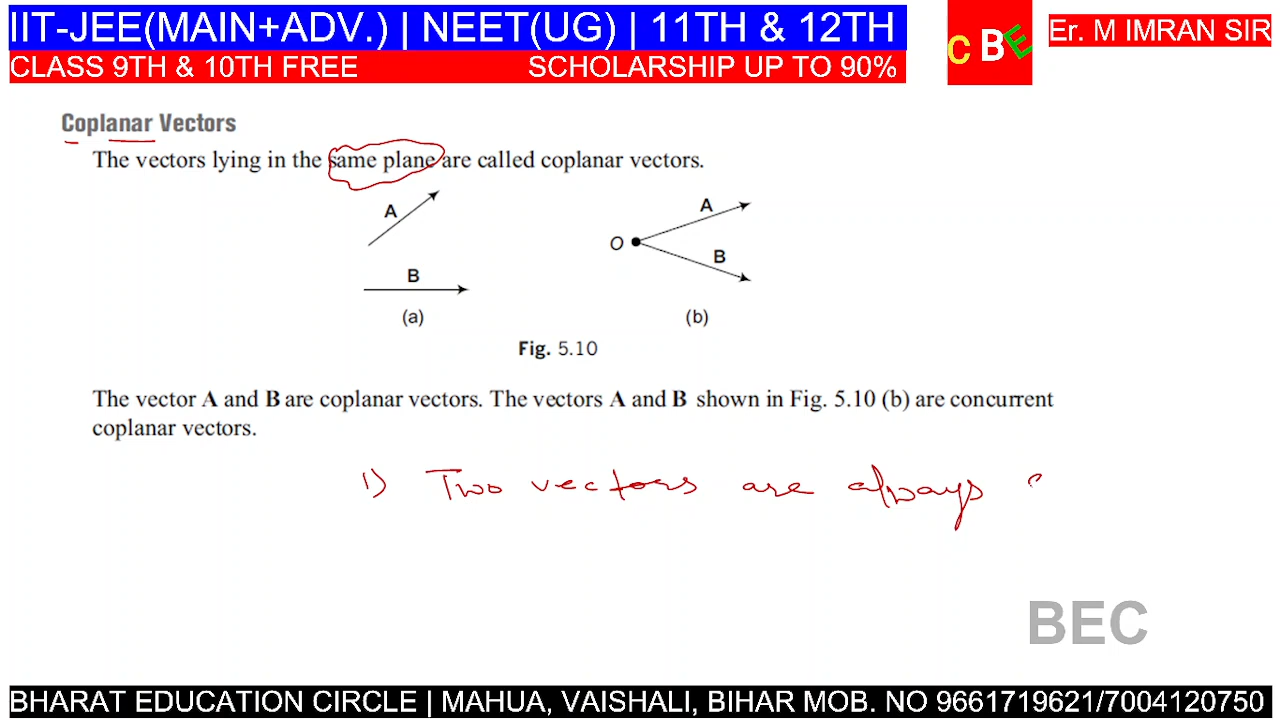 IIT-JEE(MAIN+ADV.) | NEET(UG) | 11TH & 12TH
CLASS 9TH & 10TH FREE SCHOLARSHIP UP TO 90%
CBE
Er. M IMRAN SIR
Coplanar Vectors
The vectors lying in the same plane are called coplanar vectors.
A
B
(a)
O
A
B
(b)
Fig. 5.10
The vector A and B are coplanar vectors. The vectors A and B shown in Fig. 5.10 (b) are concurrent
coplanar vectors.
1) Two vectors are always c
BEC
BHARAT EDUCATION CIRCLE | MAHUA, VAISHALI, BIHAR MOB. NO 9661719621/7004120750